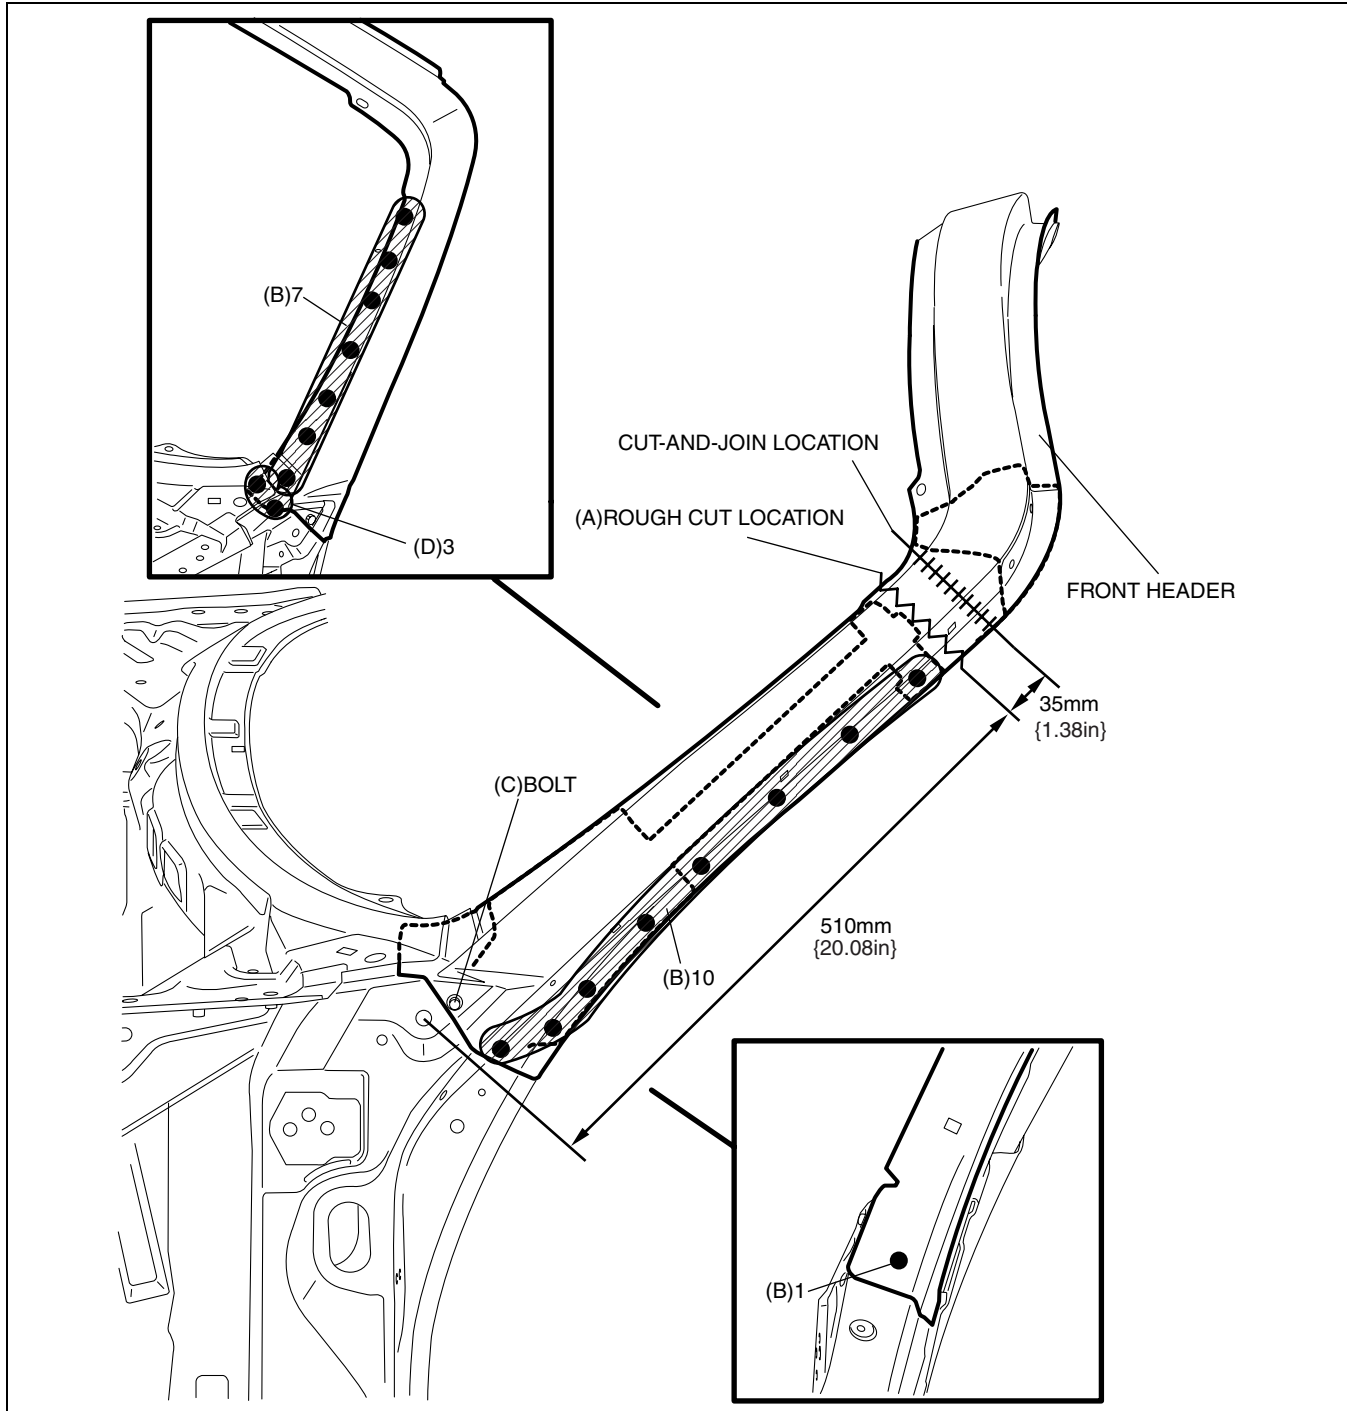 (B)7
(D)3
CUT-AND-JOIN LOCATION
(A)ROUGH CUT LOCATION
FRONT HEADER
35mm
{1.38in}
(C)BOLT
510mm
{20.08in}
(B)10
(B)1